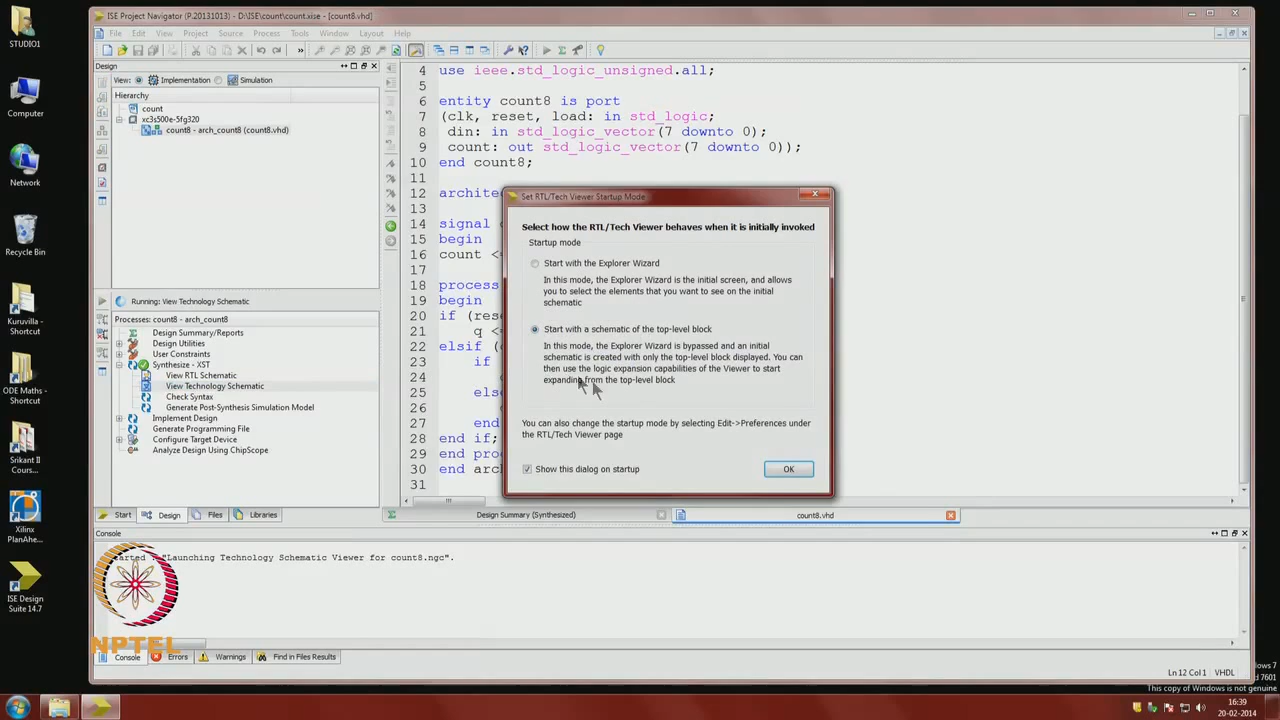 STUDIO1
Computer
Network
Recycle Bin
Kuruvilla -
Shortcut
ODE Maths -
Shortcut
Srikant II
Cours...
Xilinx
PlanAhe...
ISE Design
Suite 14.7
ISE Project Navigator (P.20131013) - D:\ISE\count\count.xise - [count8.vhd]
File Edit View Project Source Process Tools Window Layout Help
Design
View: Implementation Simulation
Hierarchy
count
xc3s500e-5fg320
count8 - arch_count8 (count8.vhd)
Running: View Technology Schematic
Processes: count8 - arch_count8
Design Summary/Reports
Design Utilities
User Constraints
Synthesize - XST
View RTL Schematic
View Technology Schematic
Check Syntax
Generate Post-Synthesis Simulation Model
Implement Design
Generate Programming File
Configure Target Device
Analyze Design Using ChipScope
Start Design Files Libraries
4 use ieee.std_logic_unsigned.all;
5
6 entity count8 is port
7 (clk, reset, load: in std_logic;
8 din: in std_logic_vector(7 downto 0);
9 count: out std_logic_vector(7 downto 0));
10 end count8;
11
12 archite
13
14 signal
15 begin
16 count <
17
18 process
19 begin
20 if (res
21 q <
22 elsif (
23 if
24
25 els
26
27 end
28 end if;
29 end pro
30 end arc
31
Set RTL/Tech Viewer Startup Mode
Select how the RTL/Tech Viewer behaves when it is initially invoked
Startup mode
Start with the Explorer Wizard
In this mode, the Explorer Wizard is the initial screen, and allows
you to select the elements that you want to see on the initial
schematic
Start with a schematic of the top-level block
In this mode, the Explorer Wizard is bypassed and an initial
schematic is created with only the top-level block displayed. You can
then use the logic expansion capabilities of the Viewer to start
expanding from the top-level block
You can also change the startup mode by selecting Edit->Preferences under
the RTL/Tech Viewer page
Show this dialog on startup
OK
Design Summary (Synthesized) count8.vhd
Console
arted : "Launching Technology Schematic Viewer for count8.ngc".
NPTEL
Console Errors Warnings Find in Files Results
Ln 12 Col 1 VHDL
ows 7
7601
This copy of Windows is not genuine
16:39
20-02-2014